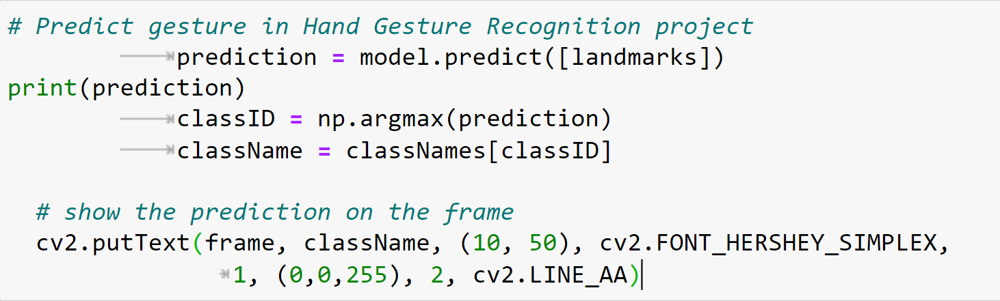 # Predict gesture in Hand Gesture Recognition project
prediction = model.predict([landmarks])
print(prediction)
classID = np.argmax(prediction)
className = classNames[classID]
# show the prediction on the frame
cv2.putText(frame, className, (10, 50), cv2.FONT_HERSHEY_SIMPLEX,
1, (0,0,255), 2, cv2.LINE_AA)